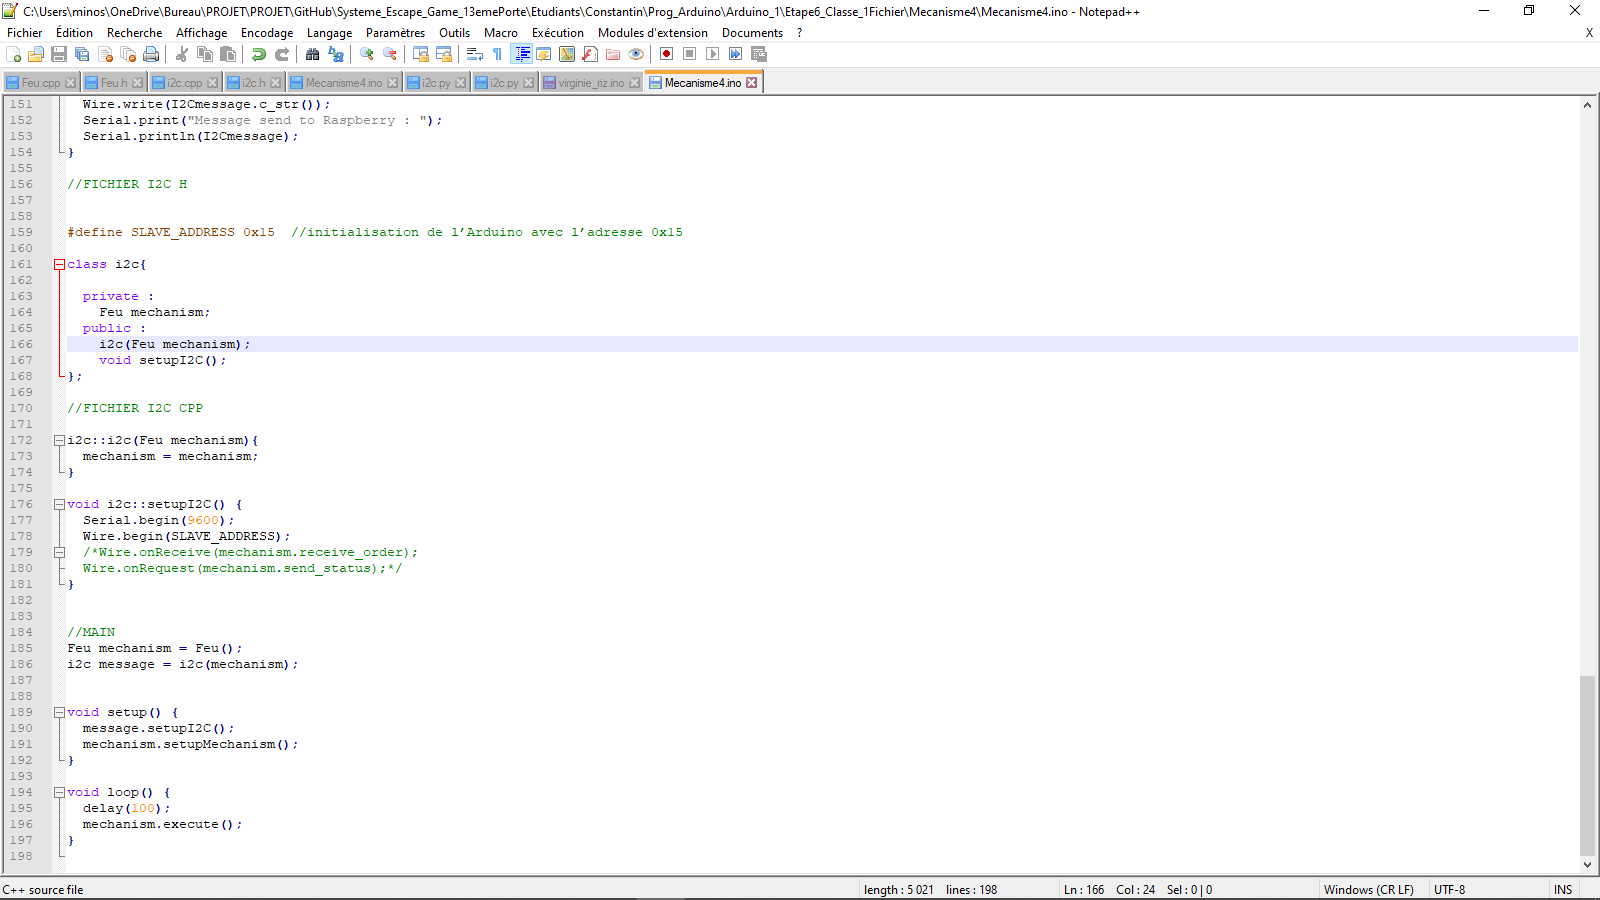 C:\Users\minos\OneDrive\Bureau\PROJET\PROJET\GitHub\Systeme_Escape_Game_13emePorte\Etudiants\Constantin\Prog_Arduino\Arduino_1\Etape6_Classe_1Fichier\Mecanisme4\Mecanisme4.ino - Notepad++
Fichier Édition Recherche Affichage Encodage Langage Paramètres Outils Macro Exécution Modules d'extension Documents ? X
Feu.cpp Feu.h i2c.cpp i2c.h Mecanisme4.ino i2c.py i2c.py virginie_riz.ino Mecanisme4.ino
151 Wire.write(I2Cmessage.c_str());
152 Serial.print("Message send to Raspberry : ");
153 Serial.println(I2Cmessage);
154 }
155
156 //FICHIER I2C H
157
158
159 #define SLAVE_ADDRESS 0x15 //initialisation de l’Arduino avec l’adresse 0x15
160
161 class i2c{
162
163 private :
164 Feu mechanism;
165 public :
166 i2c(Feu mechanism);
167 void setupI2C();
168 };
169
170 //FICHIER I2C CPP
171
172 i2c::i2c(Feu mechanism){
173 mechanism = mechanism;
174 }
175
176 void i2c::setupI2C() {
177 Serial.begin(9600);
178 Wire.begin(SLAVE_ADDRESS);
179 /*Wire.onReceive(mechanism.receive_order);
180 Wire.onRequest(mechanism.send_status);*/
181 }
182
183
184 //MAIN
185 Feu mechanism = Feu();
186 i2c message = i2c(mechanism);
187
188
189 void setup() {
190 message.setupI2C();
191 mechanism.setupMechanism();
192 }
193
194 void loop() {
195 delay(100);
196 mechanism.execute();
197 }
198
C++ source file length : 5 021 lines : 198 Ln : 166 Col : 24 Sel : 0 | 0 Windows (CR LF) UTF-8 INS